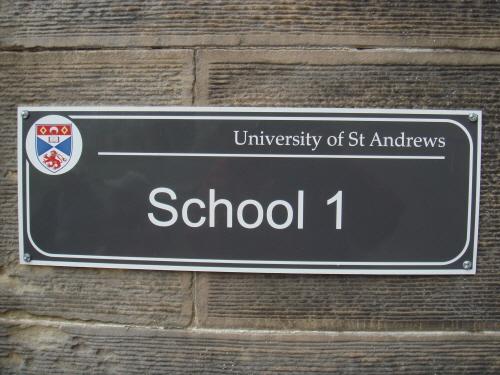 University of St Andrews
School 1